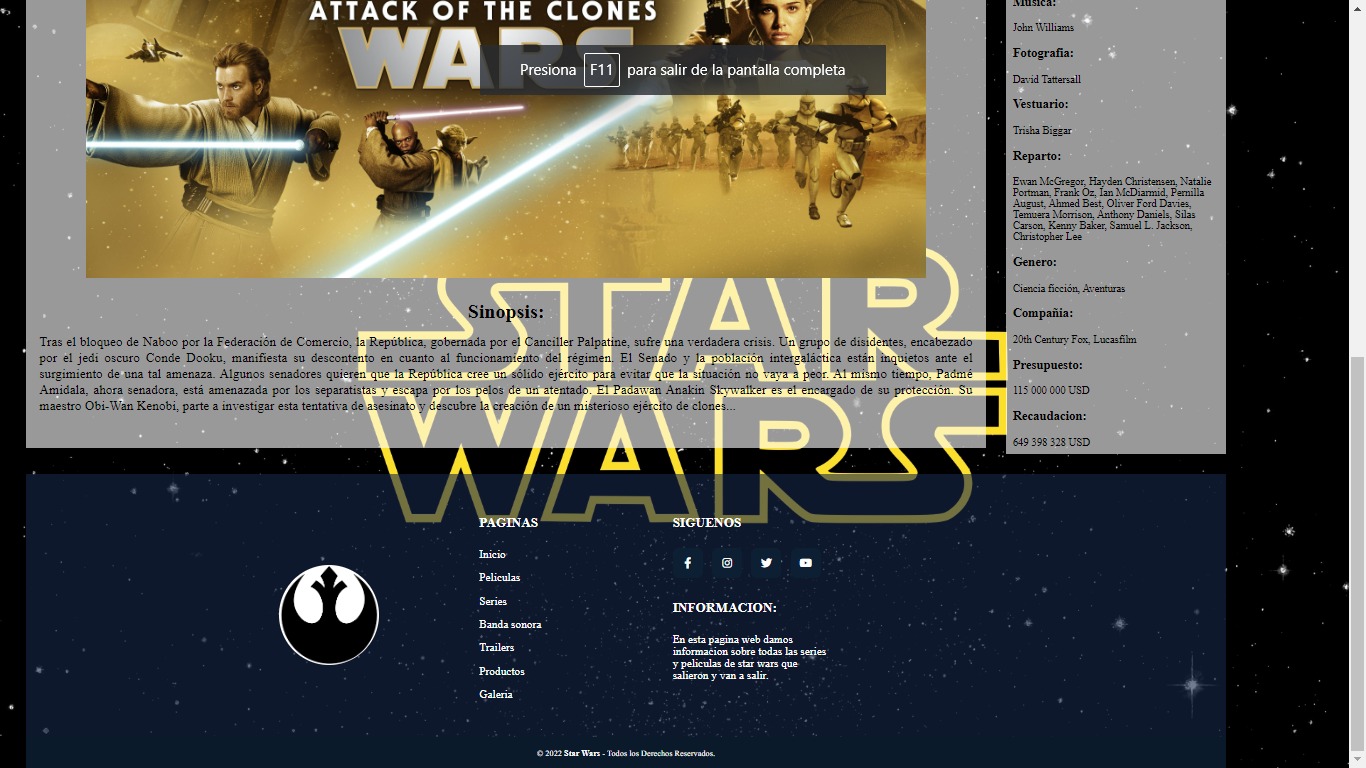 ATTACK OF THE CLONES
WARS
Presiona F11 para salir de la pantalla completa
STAR
WARS
Sinopsis:
Tras el bloqueo de Naboo por la Federación de Comercio, la República, gobernada por el Canciller Palpatine, sufre una verdadera crisis. Un grupo de disidentes, encabezado
por el jedi oscuro Conde Dooku, manifiesta su descontento en cuanto al funcionamiento del régimen. El Senado y la población intergaláctica están inquietos ante el
surgimiento de una tal amenaza. Algunos senadores quieren que la República cree un sólido ejército para evitar que la situación no vaya a peor. Al mismo tiempo, Padmé
Amidala, ahora senadora, está amenazada por los separatistas y escapa por los pelos de un atentado. El Padawan Anakin Skywalker es el encargado de su protección. Su
maestro Obi-Wan Kenobi, parte a investigar esta tentativa de asesinato y descubre la creación de un misterioso ejército de clones...
Musica:
John Williams
Fotografia:
David Tattersall
Vestuario:
Trisha Biggar
Reparto:
Ewan McGregor, Hayden Christensen, Natalie
Portman, Frank Oz, Ian McDiarmid, Pernilla
August, Ahmed Best, Oliver Ford Davies,
Temuera Morrison, Anthony Daniels, Silas
Carson, Kenny Baker, Samuel L. Jackson,
Christopher Lee
Genero:
Ciencia ficción, Aventuras
Compañia:
20th Century Fox, Lucasfilm
Presupuesto:
115 000 000 USD
Recaudacion:
649 398 328 USD
PAGINAS
Inicio
Peliculas
Series
Banda sonora
Trailers
Productos
Galeria
SIGUENOS
INFORMACION:
En esta pagina web damos
informacion sobre todas las series
y peliculas de star wars que
salieron y van a salir.
© 2022 Star Wars - Todos los Derechos Reservados.